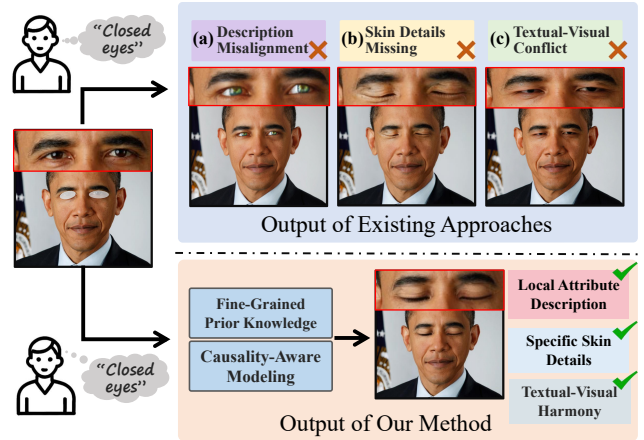 “Closed
eyes”
(a) Description
Misalignment
(b) Skin Details
Missing
(c) Textual-Visual
Conflict
Output of Existing Approaches
Fine-Grained
Prior Knowledge
Causality-Aware
Modeling
Local Attribute
Description
Specific Skin
Details
Textual-Visual
Harmony
“Closed
eyes”
Output of Our Method